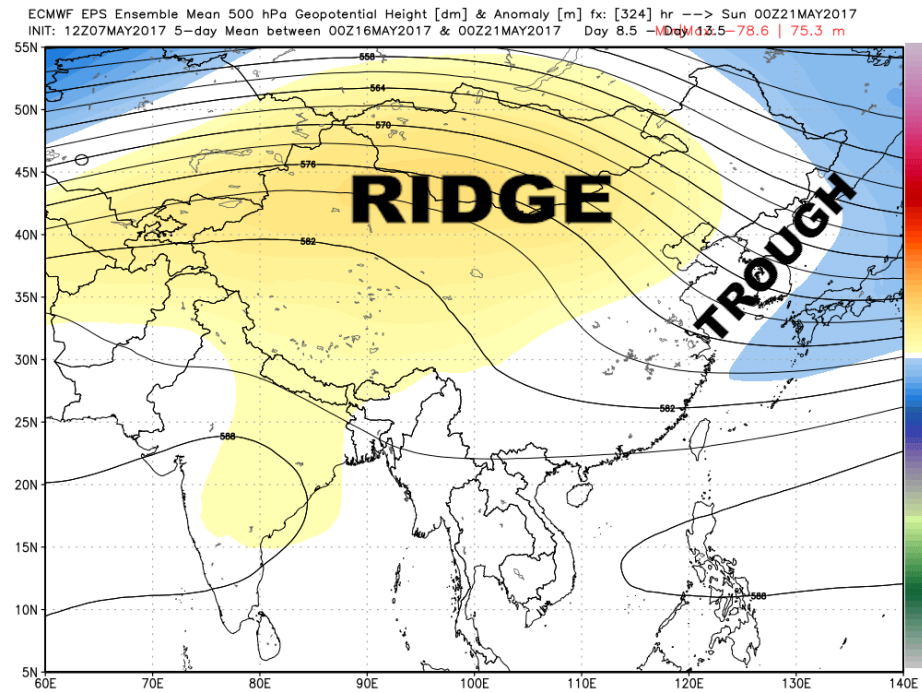 ECMWF EPS Ensemble Mean 500 hPa Geopotential Height [dm] & Anomaly [m] fx: [324] hr --> Sun 00Z21MAY2017
INIT: 12Z07MAY2017 5-day Mean between 00Z16MAY2017 & 00Z21MAY2017 Day 8.5 - Day 13.5 -78.6 | 75.3 m
55N
558
564
50N
570
45N
576
RIDGE
TROUGH
40N
582
35N
30N
582
25N
588
20N
15N
588
10N
5N
60E
70E
80E
90E
100E
110E
120E
130E
140E